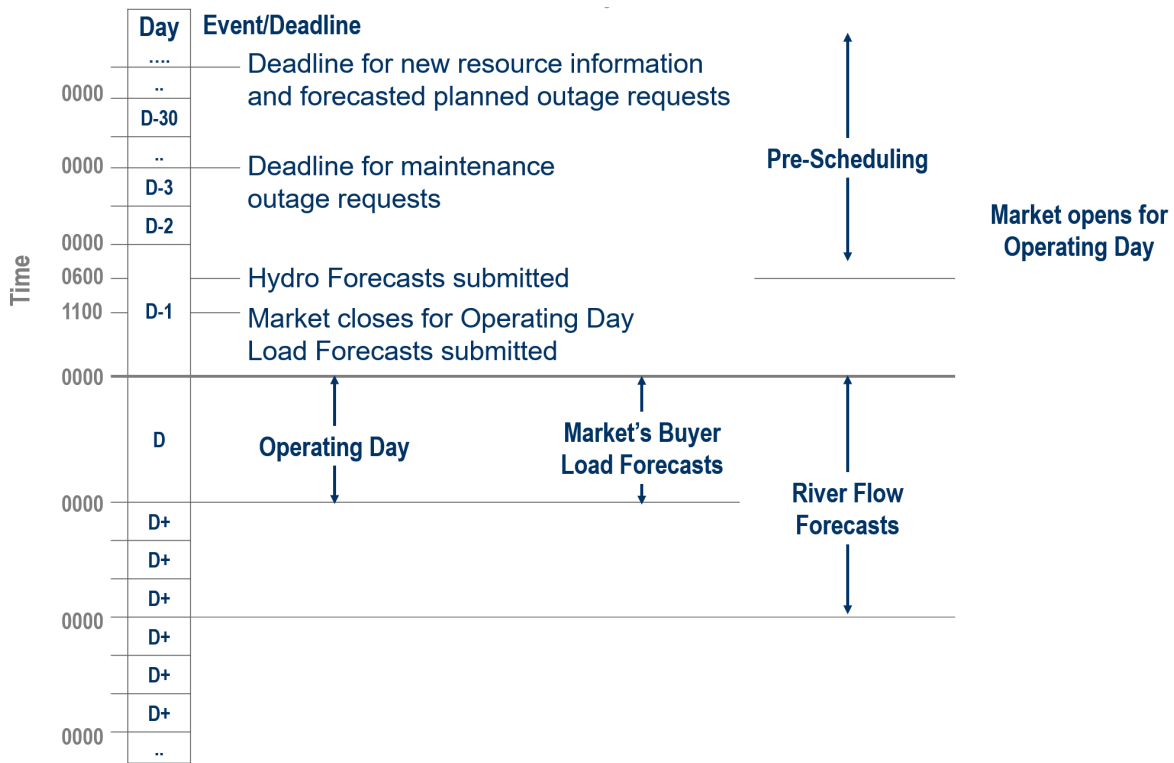 Day Event/Deadline
....
Deadline for new resource information
..
0000
and forecasted planned outage requests
D-30
..
0000
Deadline for maintenance
D-3
outage requests
Pre-Scheduling
D-2
0000
Market opens for
Operating Day
Time
0600
Hydro Forecasts submitted
1100
D-1
Market closes for Operating Day
Load Forecasts submitted
0000
D
Operating Day
Market's Buyer
Load Forecasts
River Flow
Forecasts
0000
D+
D+
D+
0000
D+
D+
D+
0000
..